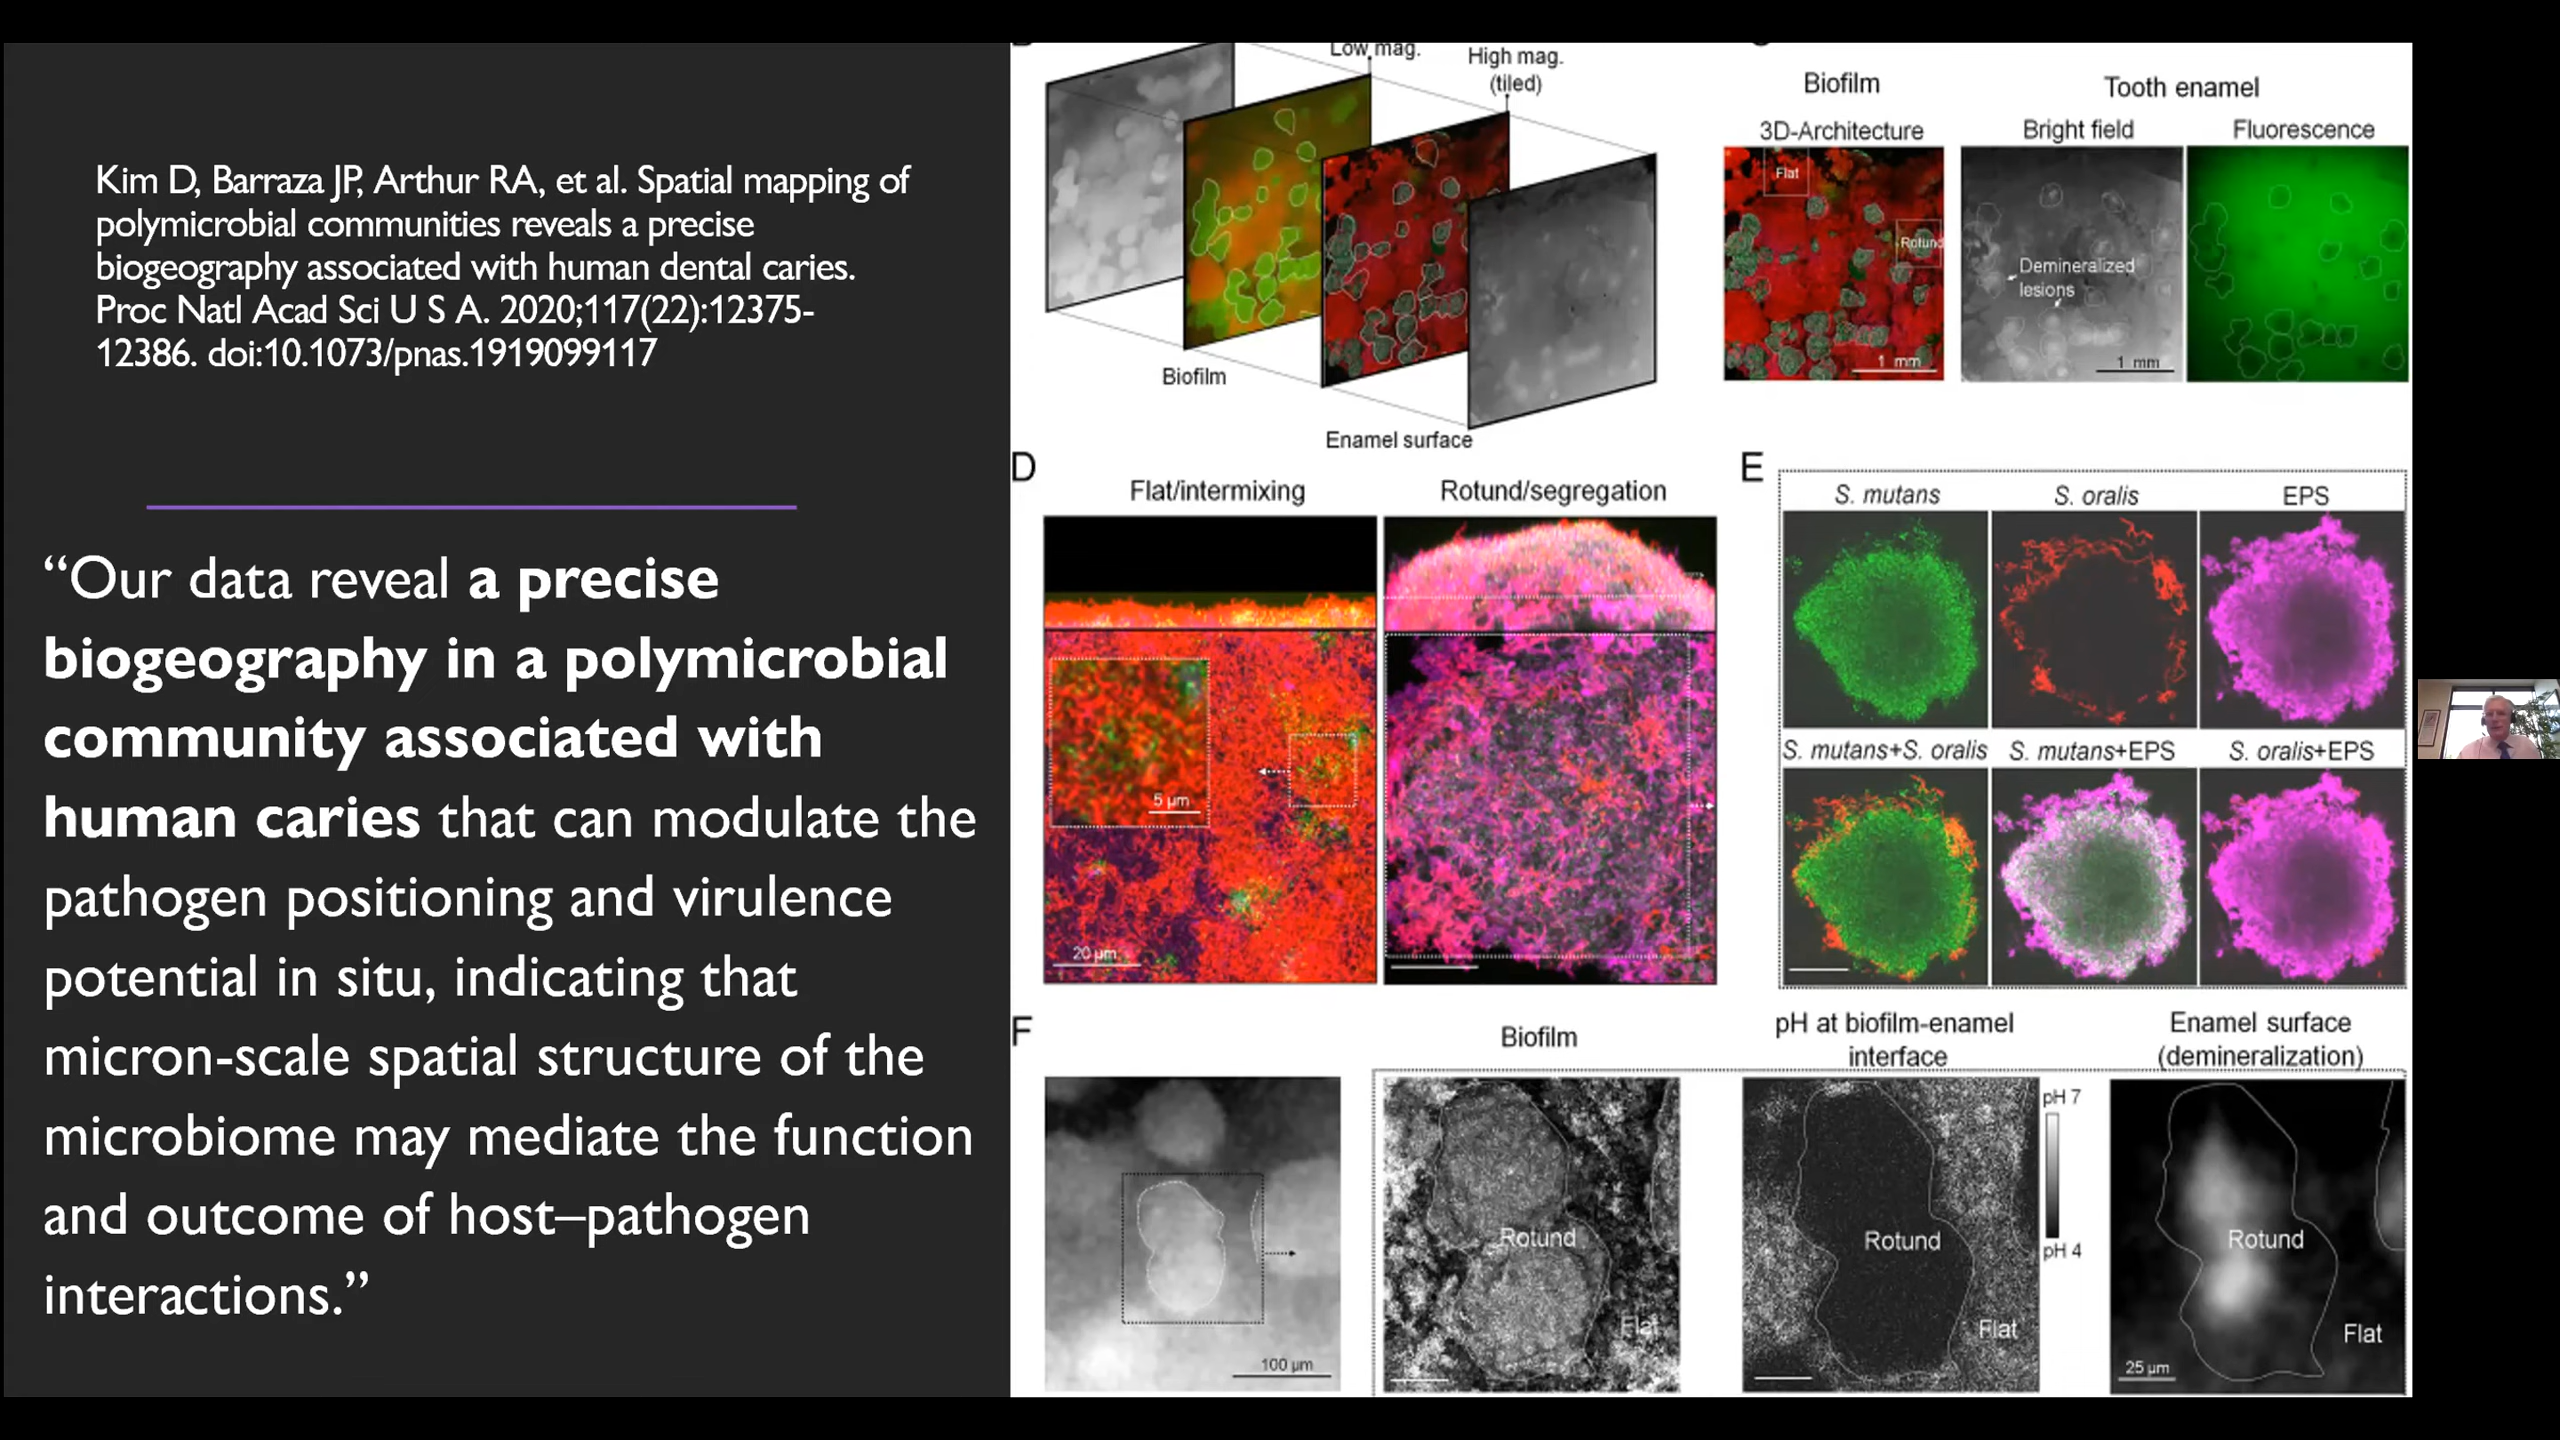 Kim D, Barraza JP, Arthur RA, et al. Spatial mapping of
polymicrobial communities reveals a precise
biogeography associated with human dental caries.
Proc Natl Acad Sci U S A. 2020;117(22):12375-
12386. doi:10.1073/pnas.1919099117
“Our data reveal a precise
biogeography in a polymicrobial
community associated with
human caries that can modulate the
pathogen positioning and virulence
potential in situ, indicating that
micron-scale spatial structure of the
microbiome may mediate the function
and outcome of host–pathogen
interactions.”
Low mag.
High mag.
(tiled)
Biofilm
Enamel surface
Biofilm
Tooth enamel
3D-Architecture
Bright field
Fluorescence
Flat
Rotund
Demineralized
lesions
1 mm
1 mm
D
Flat/intermixing
Rotund/segregation
5 µm
20 µm
E
S. mutans
S. oralis
EPS
S. mutans+S. oralis
S. mutans+EPS
S. oralis+EPS
F
Biofilm
pH at biofilm-enamel
interface
Enamel surface
(demineralization)
100 µm
Rotund
Flat
Rotund
Flat
pH 7
pH 4
Rotund
Flat
25 µm